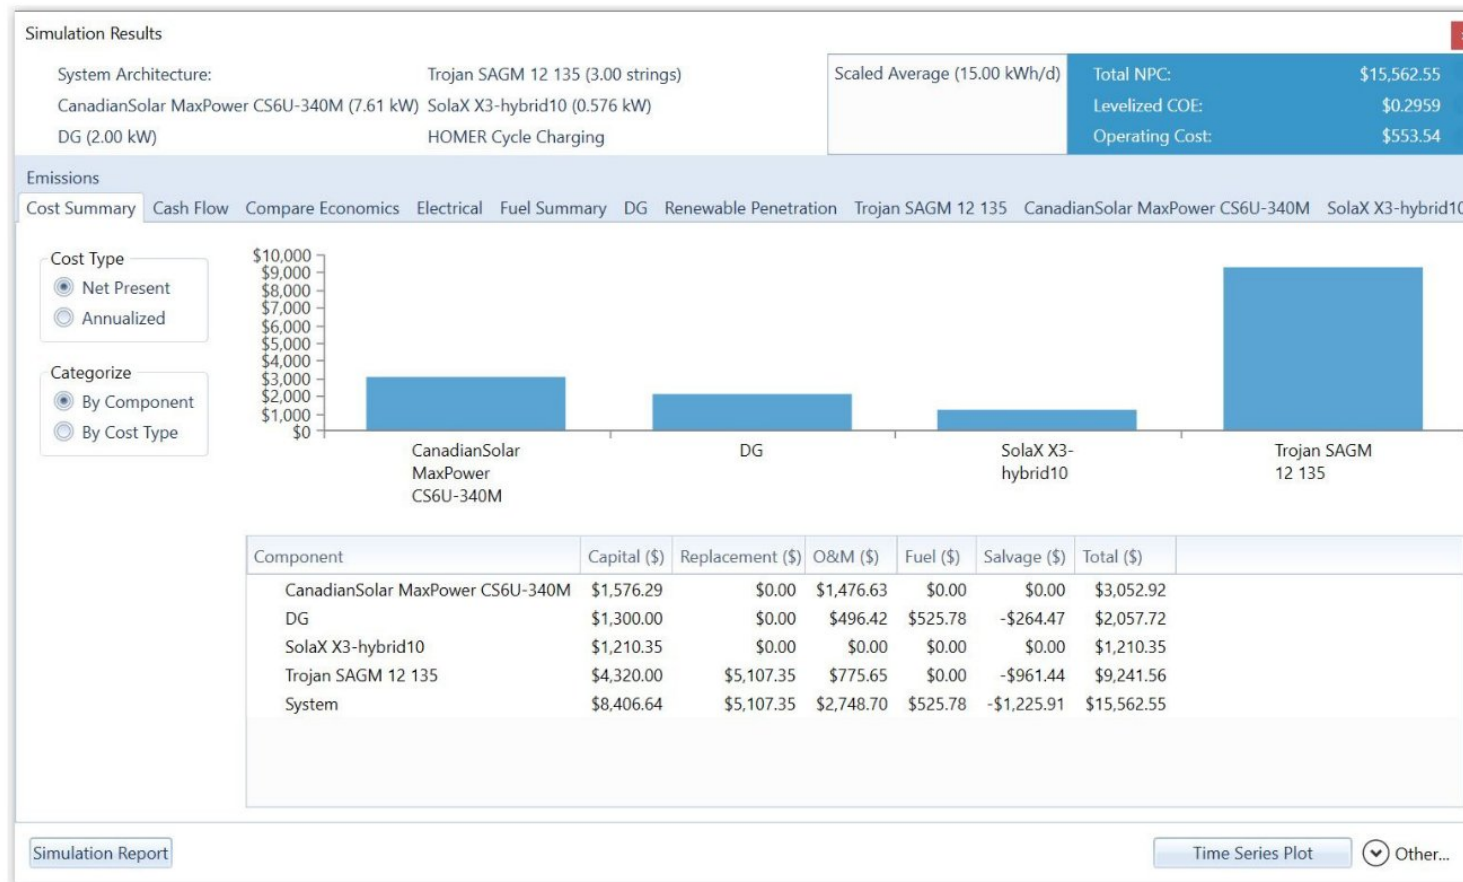 Simulation Results
System Architecture:
CanadianSolar MaxPower CS6U-340M (7.61 kW)
DG (2.00 kW)
Trojan SAGM 12 135 (3.00 strings)
SolaX X3-hybrid10 (0.576 kW)
HOMER Cycle Charging
Scaled Average (15.00 kWh/d)
Total NPC: $15,562.55
Levelized COE: $0.2959
Operating Cost: $553.54
Emissions
Cost Summary Cash Flow Compare Economics Electrical Fuel Summary DG Renewable Penetration Trojan SAGM 12 135 CanadianSolar MaxPower CS6U-340M SolaX X3-hybrid10
Cost Type
Net Present
Annualized
Categorize
By Component
By Cost Type
$10,000
$9,000
$8,000
$7,000
$6,000
$5,000
$4,000
$3,000
$2,000
$1,000
$0
CanadianSolar
MaxPower
CS6U-340M
DG
SolaX X3-
hybrid10
Trojan SAGM
12 135
Component Capital ($) Replacement ($) O&M ($) Fuel ($) Salvage ($) Total ($)
CanadianSolar MaxPower CS6U-340M $1,576.29 $0.00 $1,476.63 $0.00 $0.00 $3,052.92
DG $1,300.00 $0.00 $496.42 $525.78 -$264.47 $2,057.72
SolaX X3-hybrid10 $1,210.35 $0.00 $0.00 $0.00 $0.00 $1,210.35
Trojan SAGM 12 135 $4,320.00 $5,107.35 $775.65 $0.00 -$961.44 $9,241.56
System $8,406.64 $5,107.35 $2,748.70 $525.78 -$1,225.91 $15,562.55
Simulation Report
Time Series Plot
Other...